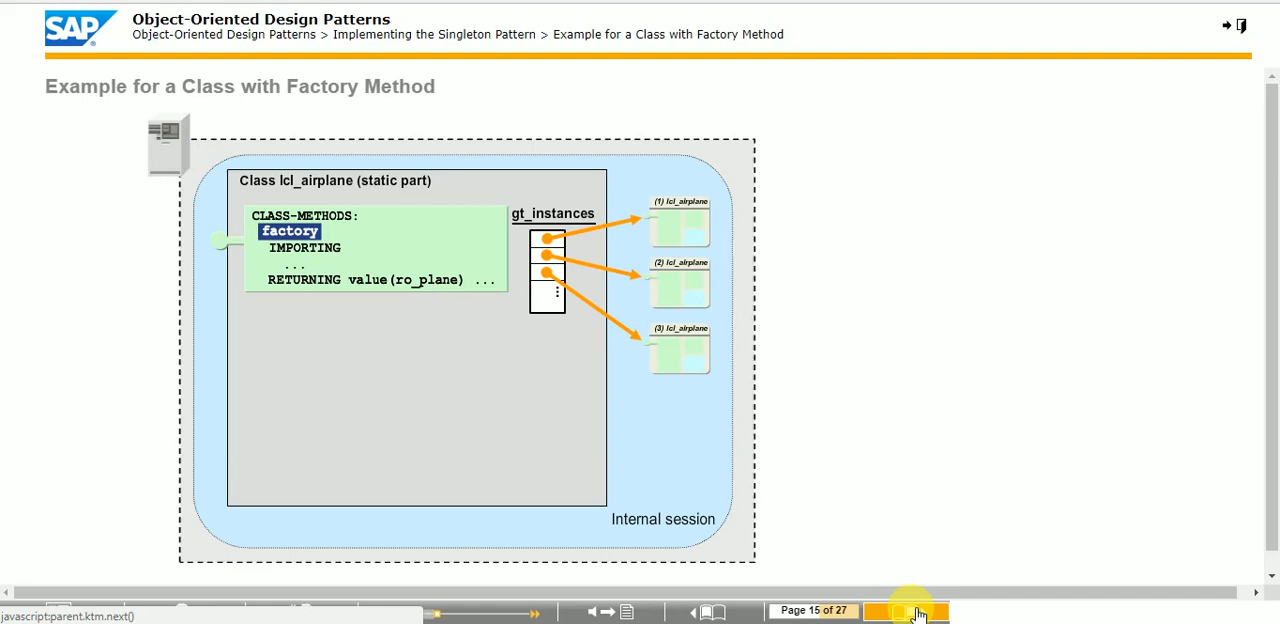 SAP
Object-Oriented Design Patterns
Object-Oriented Design Patterns > Implementing the Singleton Pattern > Example for a Class with Factory Method
Example for a Class with Factory Method
Class lcl_airplane (static part)
CLASS-METHODS:
factory
IMPORTING
...
RETURNING value(ro_plane) ...
gt_instances
(1) lcl_airplane
(2) lcl_airplane
(3) lcl_airplane
Internal session
javascript:parent.ktm.next()
Page 15 of 27